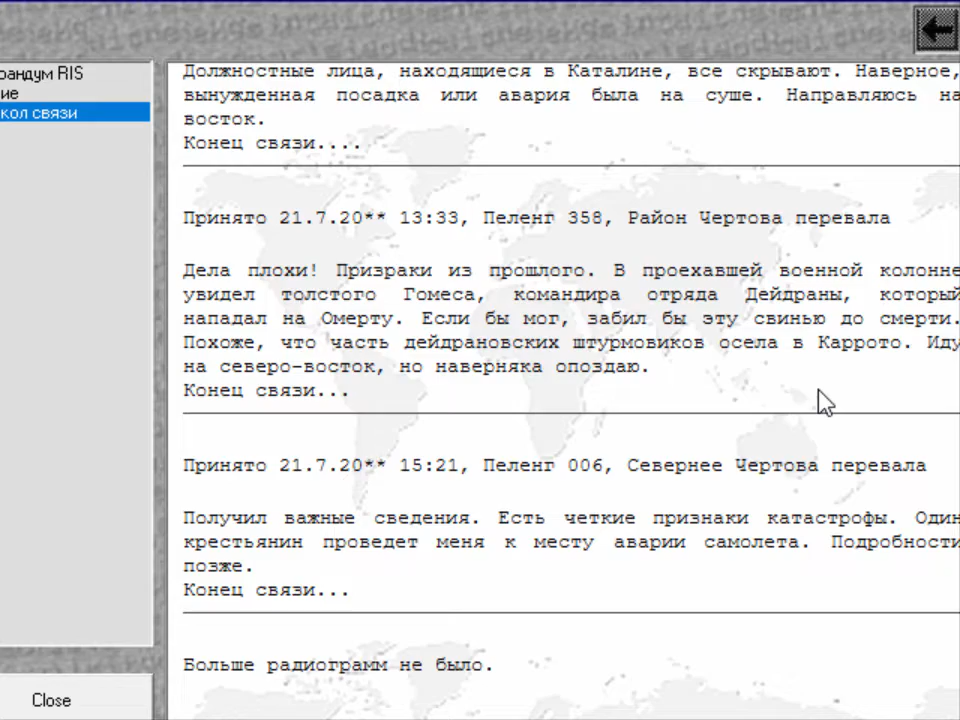 рандум RIS
ие
кол связи
Close
Должностные лица, находящиеся в Каталине, все скрывают. Наверное,
вынужденная посадка или авария была на суше. Направляюсь на
восток.
Конец связи....
Принято 21.7.20** 13:33, Пеленг 358, Район Чертова перевала
Дела плохи! Призраки из прошлого. В проехавшей военной колонне
увидел толстого Гомеса, командира отряда Дейдраны, который
нападал на Омерту. Если бы мог, забил бы эту свинью до смерти.
Похоже, что часть дейдрановских штурмовиков осела в Каррото. Иду
на северо-восток, но наверняка опоздаю.
Конец связи...
Принято 21.7.20** 15:21, Пеленг 006, Севернее Чертова перевала
Получил важные сведения. Есть четкие признаки катастрофы. Один
крестьянин проведет меня к месту аварии самолета. Подробности
позже.
Конец связи...
Больше радиограмм не было.